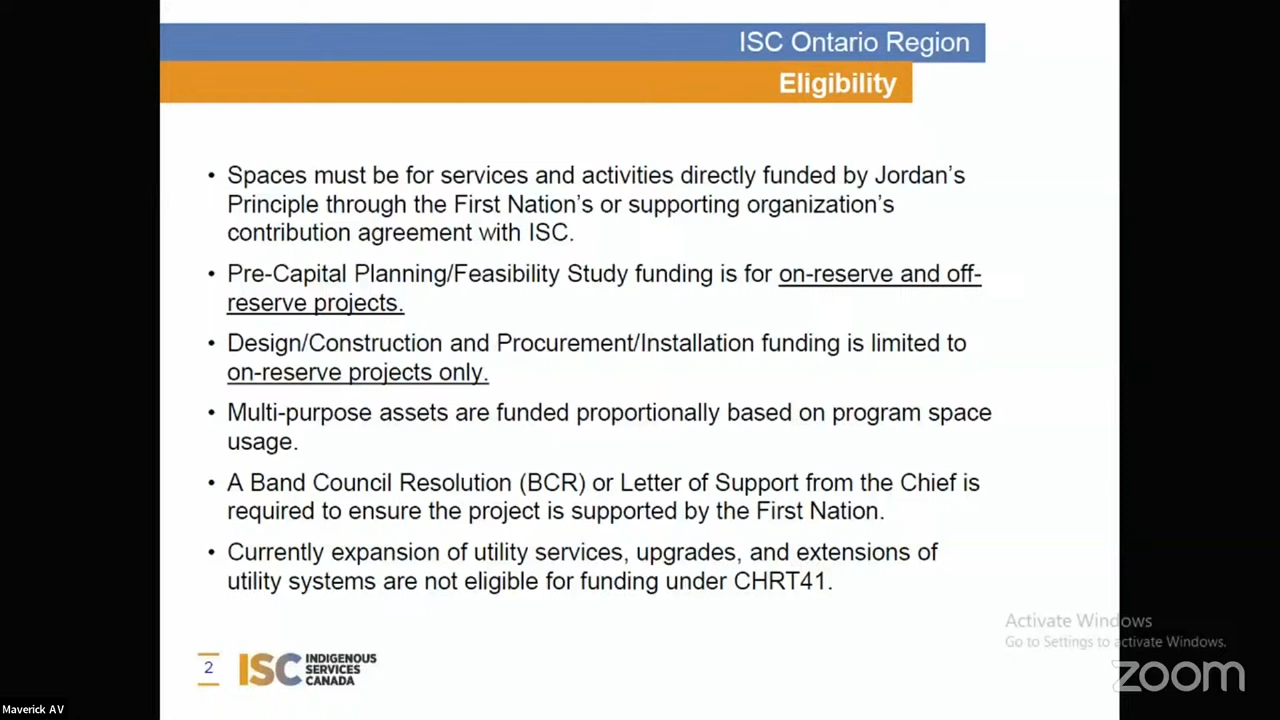 ISC Ontario Region
Eligibility
• Spaces must be for services and activities directly funded by Jordan’s
Principle through the First Nation’s or supporting organization’s
contribution agreement with ISC.
• Pre-Capital Planning/Feasibility Study funding is for on-reserve and off-
reserve projects.
• Design/Construction and Procurement/Installation funding is limited to
on-reserve projects only.
• Multi-purpose assets are funded proportionally based on program space
usage.
• A Band Council Resolution (BCR) or Letter of Support from the Chief is
required to ensure the project is supported by the First Nation.
• Currently expansion of utility services, upgrades, and extensions of
utility systems are not eligible for funding under CHRT41.
2
ISC
INDIGENOUS
SERVICES
CANADA
Activate Windows
Go to Settings to activate Windows.
zoom
Maverick AV